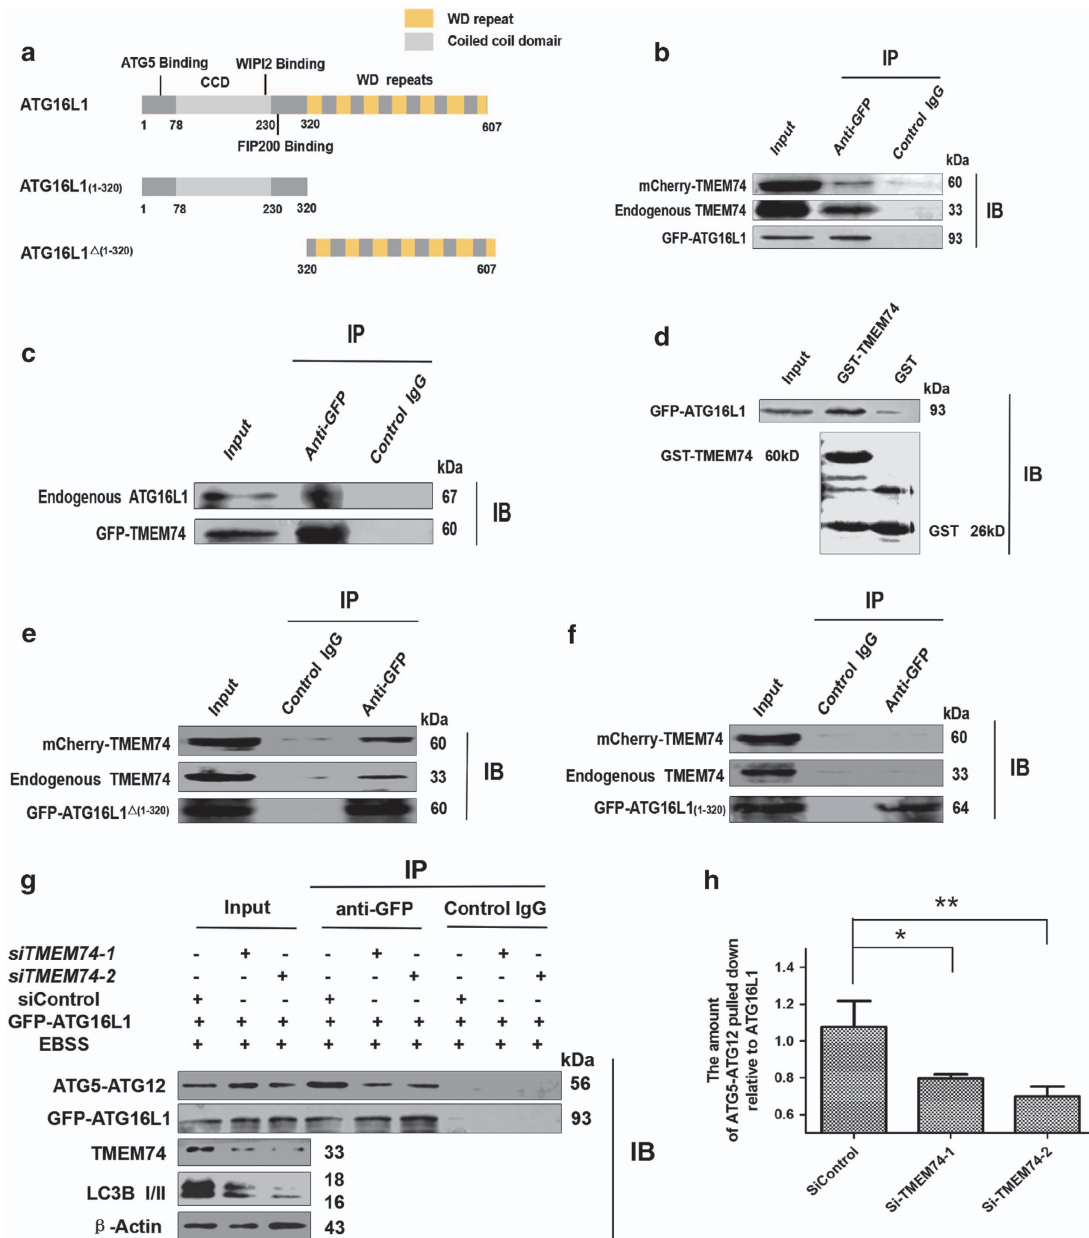 WD repeat
Coiled coil domain
a
ATG5 Binding
WIPI2 Binding
CCD
WD repeats
ATG16L1
1 78 230 320 607
FIP200 Binding
ATG16L1(1-320)
1 78 230 320
ATG16L1△(1-320)
320 607
b
IP
Input Anti-GFP Control IgG
kDa
mCherry-TMEM74 60
Endogenous TMEM74 33
GFP-ATG16L1 93
IB
c
IP
Input Anti-GFP Control IgG
kDa
Endogenous ATG16L1 67
GFP-TMEM74 60
IB
d
Input GST-TMEM74 GST
kDa
GFP-ATG16L1 93
GST-TMEM74 60kD
GST 26kD
IB
e
IP
Input Control IgG Anti-GFP
kDa
mCherry-TMEM74 60
Endogenous TMEM74 33
GFP-ATG16L1△(1-320) 60
IB
f
IP
Input Control IgG Anti-GFP
kDa
mCherry-TMEM74 60
Endogenous TMEM74 33
GFP-ATG16L1(1-320) 64
IB
g
IP
Input anti-GFP Control IgG
siTMEM74-1 - + - - + - - + -
siTMEM74-2 - - + - - + - - +
siControl + - - + - - + - -
GFP-ATG16L1 + + + + + + + + +
EBSS + + + + + + + + +
kDa
ATG5-ATG12 56
GFP-ATG16L1 93
TMEM74 33
LC3B I/II 18
16
β-Actin 43
IB
h
**
*
The amount
of ATG5-ATG12 pulled down
relative to ATG16L1
1.4
1.2
1.0
0.8
0.6
SiControl
Si-TMEM74-1
Si-TMEM74-2